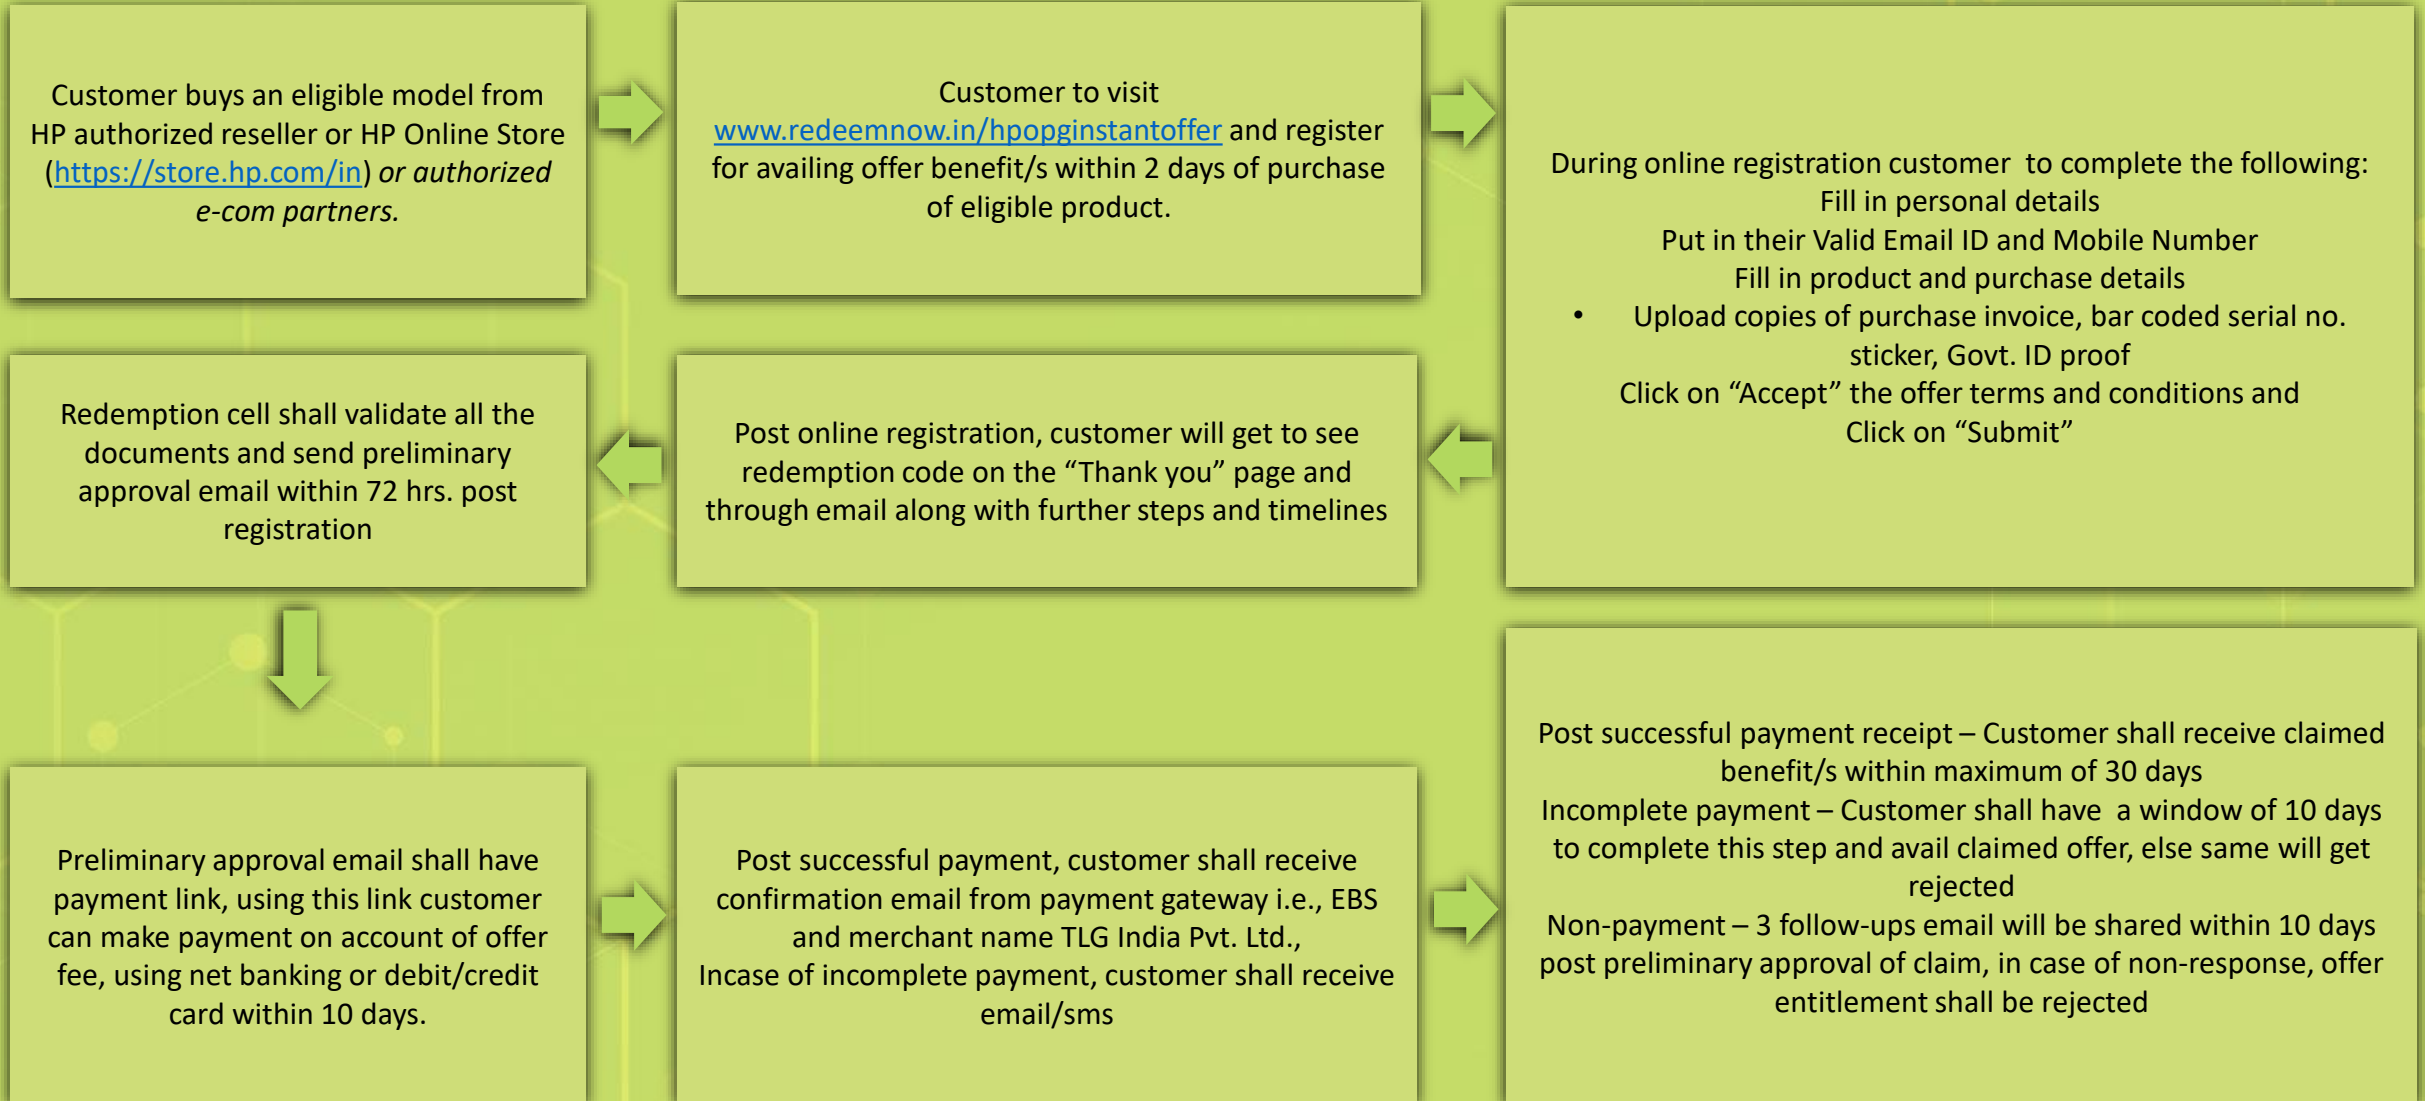 Customer buys an eligible model from
HP authorized reseller or HP Online Store
(https://store.hp.com/in) or authorized
e-com partners.
Customer to visit
www.redeemnow.in/hpopginstantoffer and register
for availing offer benefit/s within 2 days of purchase
of eligible product.
During online registration customer to complete the following:
Fill in personal details
Put in their Valid Email ID and Mobile Number
Fill in product and purchase details
• Upload copies of purchase invoice, bar coded serial no.
sticker, Govt. ID proof
Click on “Accept” the offer terms and conditions and
Click on “Submit”
Post online registration, customer will get to see
redemption code on the “Thank you” page and
through email along with further steps and timelines
Redemption cell shall validate all the
documents and send preliminary
approval email within 72 hrs. post
registration
Preliminary approval email shall have
payment link, using this link customer
can make payment on account of offer
fee, using net banking or debit/credit
card within 10 days.
Post successful payment, customer shall receive
confirmation email from payment gateway i.e., EBS
and merchant name TLG India Pvt. Ltd.,
Incase of incomplete payment, customer shall receive
email/sms
Post successful payment receipt – Customer shall receive claimed
benefit/s within maximum of 30 days
Incomplete payment – Customer shall have a window of 10 days
to complete this step and avail claimed offer, else same will get
rejected
Non-payment – 3 follow-ups email will be shared within 10 days
post preliminary approval of claim, in case of non-response, offer
entitlement shall be rejected